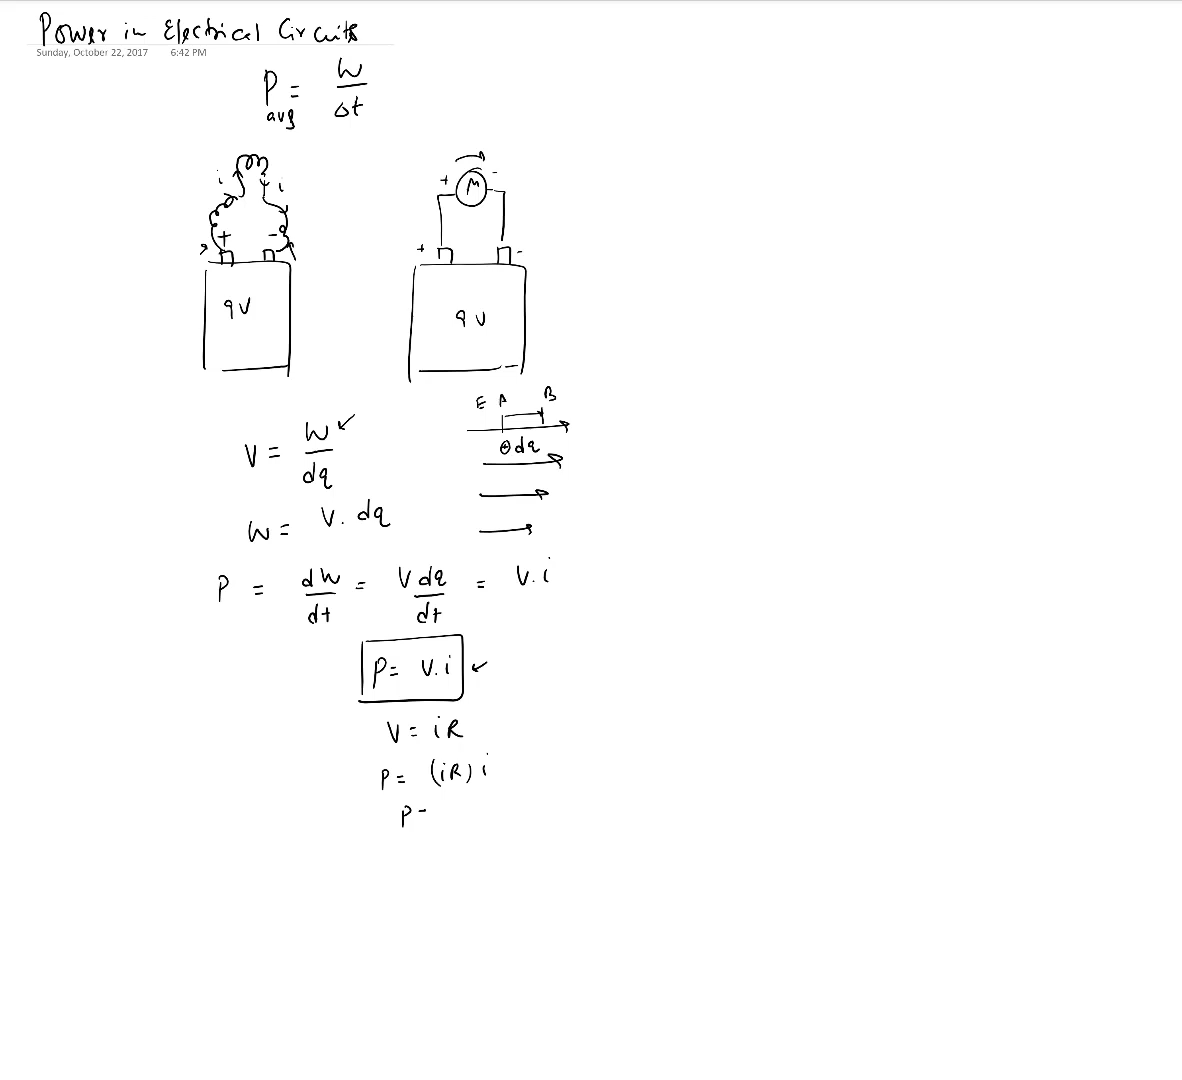 Power in Electrical Circuits
Sunday, October 22, 2017 6:42 PM
P avg = W / Δt
i i
+ -
9V
+ M -
+ -
9V
E A B
⊕dq
V = W / dq
W = V. dq
P = dW / dt = V dq / dt = V. i
P = V. i
V = iR
P = (iR) i
P -